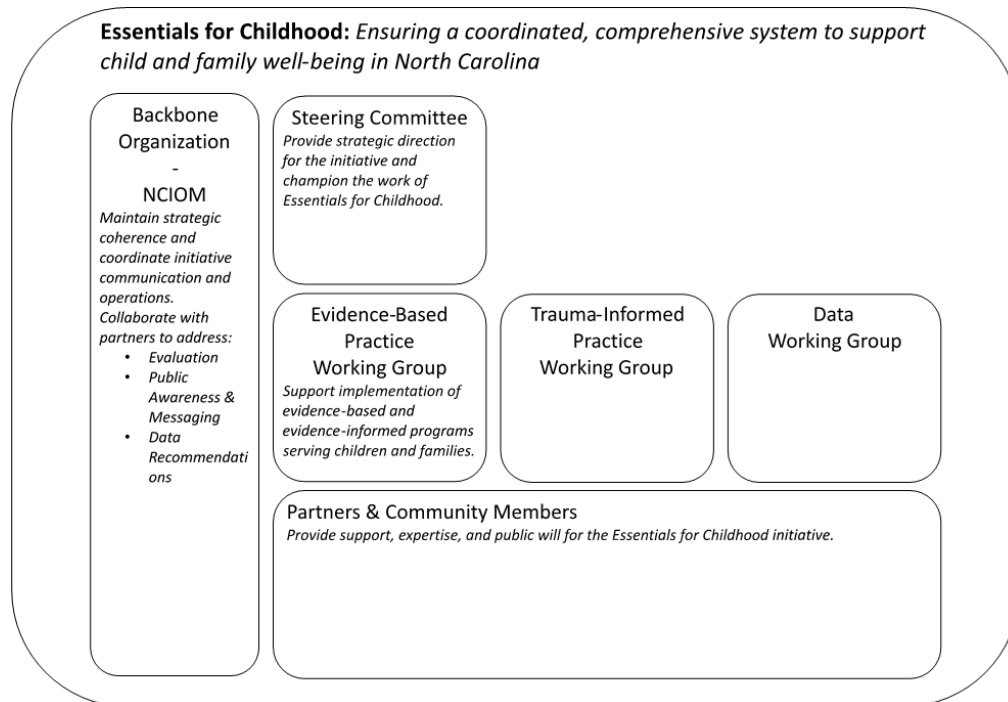 Essentials for Childhood: Ensuring a coordinated, comprehensive system to support
child and family well-being in North Carolina
Backbone
Organization
-
NCIOM
Maintain strategic
coherence and
coordinate initiative
communication and
operations.
Collaborate with
partners to address:
• Evaluation
• Public
Awareness &
Messaging
• Data
Recommendati
ons
Steering Committee
Provide strategic direction
for the initiative and
champion the work of
Essentials for Childhood.
Evidence-Based
Practice
Working Group
Support implementation of
evidence-based and
evidence-informed programs
serving children and families.
Trauma-Informed
Practice
Working Group
Data
Working Group
Partners & Community Members
Provide support, expertise, and public will for the Essentials for Childhood initiative.